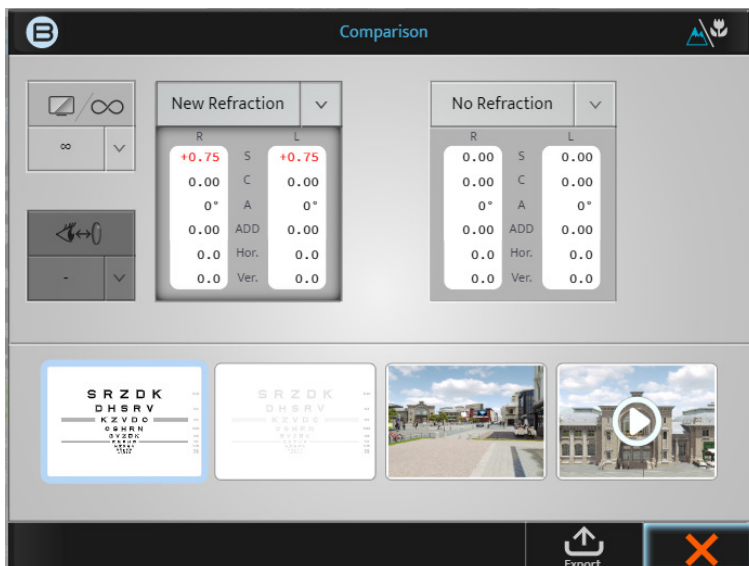 B
Comparison
/∞
∞
-
New Refraction
R L
+0.75 S +0.75
0.00 C 0.00
0° A 0°
0.00 ADD 0.00
0.0 Hor. 0.0
0.0 Ver. 0.0
No Refraction
R L
0.00 S 0.00
0.00 C 0.00
0° A 0°
0.00 ADD 0.00
0.0 Hor. 0.0
0.0 Ver. 0.0
S R Z D K
D H S R V
K Z V D C
S R Z D K
D H S R V
K Z V D C
Export